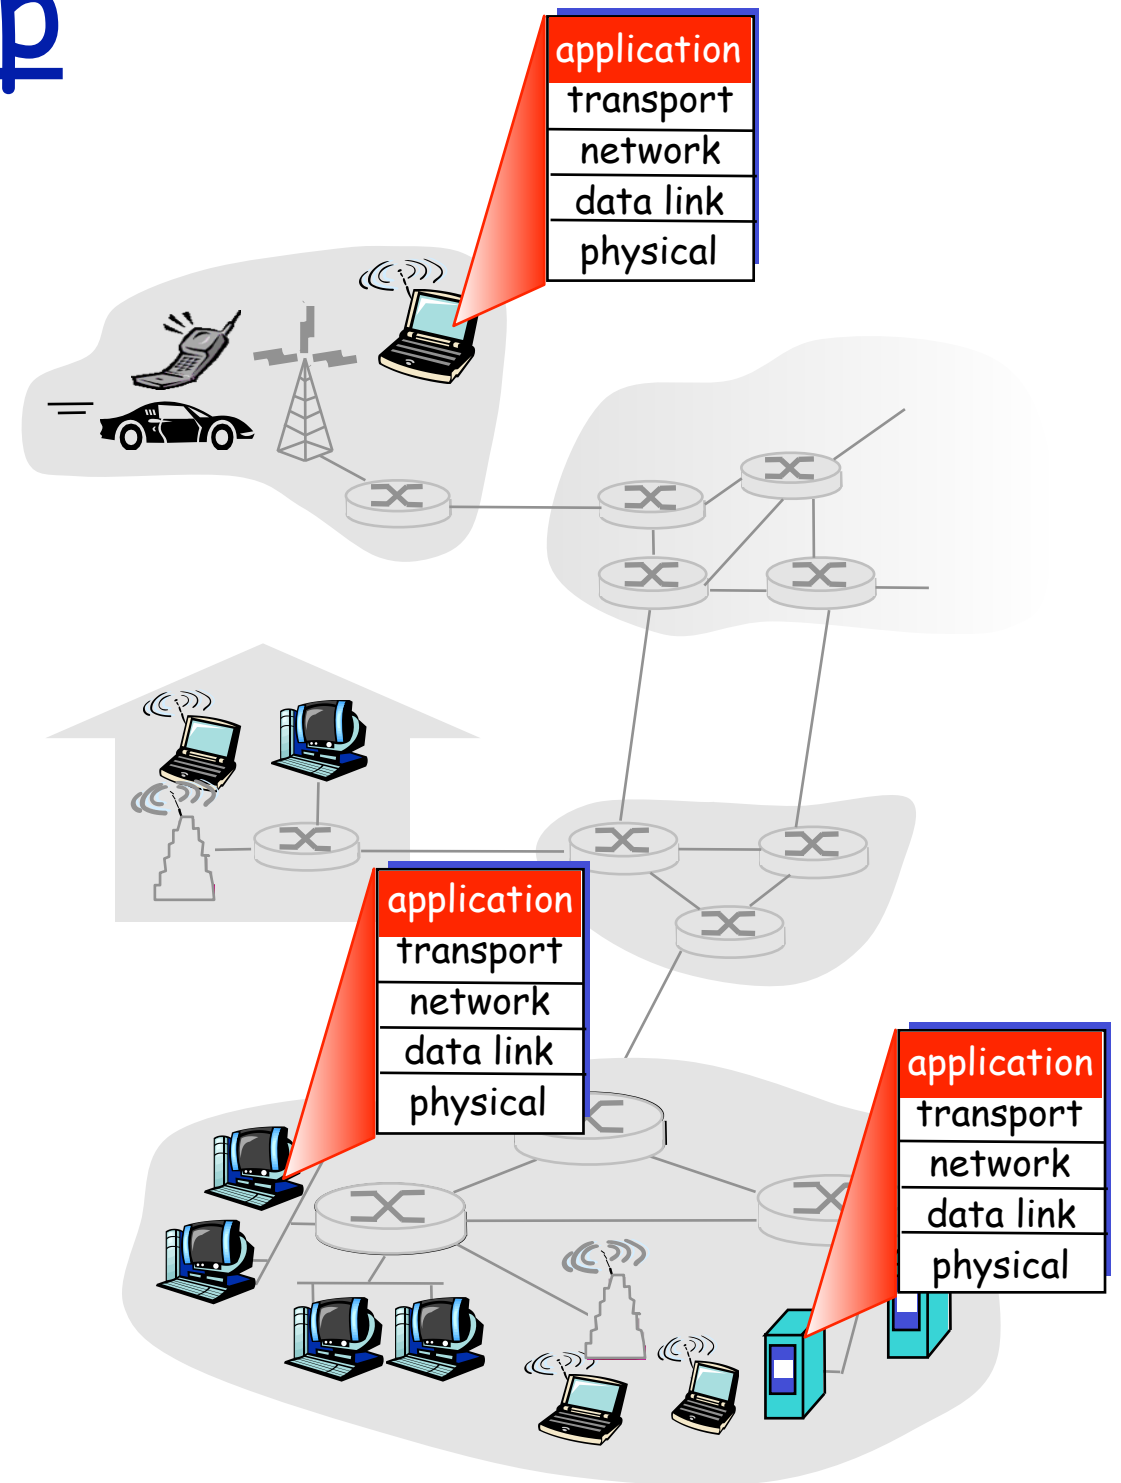 p
application
transport
network
data link
physical
application
transport
network
data link
physical
application
transport
network
data link
physical